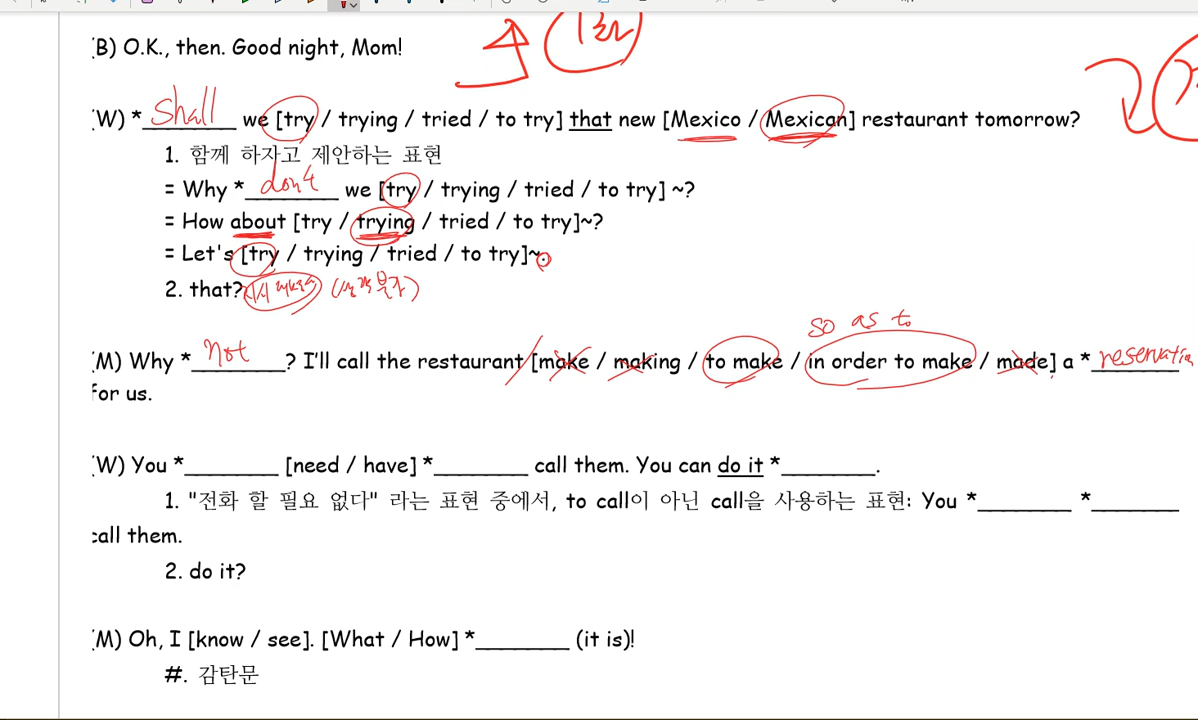 (B) O.K., then. Good night, Mom!
(W) * Shall we [try / trying / tried / to try] that new [Mexico / Mexican] restaurant tomorrow?
1. 함께 하자고 제안하는 표현
= Why * don't we [try / trying / tried / to try] ~?
= How about [try / trying / tried / to try]~?
= Let's [try / trying / tried / to try]~.
2. that?
so as to
(M) Why * not ? I'll call the restaurant / [make / making / to make / in order to make / made] a * reservation
for us.
(W) You *________ [need / have] *________ call them. You can do it *________.
1. "전화 할 필요 없다" 라는 표현 중에서, to call이 아닌 call을 사용하는 표현: You *________ *________
call them.
2. do it?
(M) Oh, I [know / see]. [What / How] *________ (it is)!
#. 감탄문